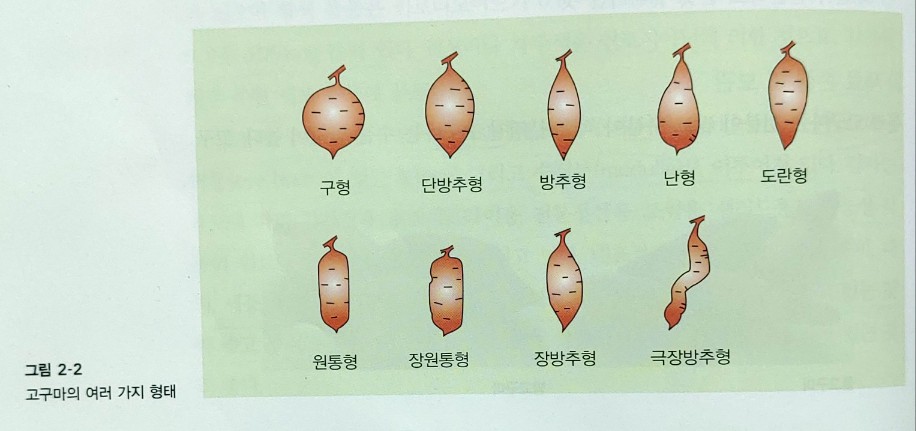 구형
단방추형
방추형
난형
도란형
원통형
장원통형
장방추형
극장방추형
그림 2-2
고구마의 여러 가지 형태